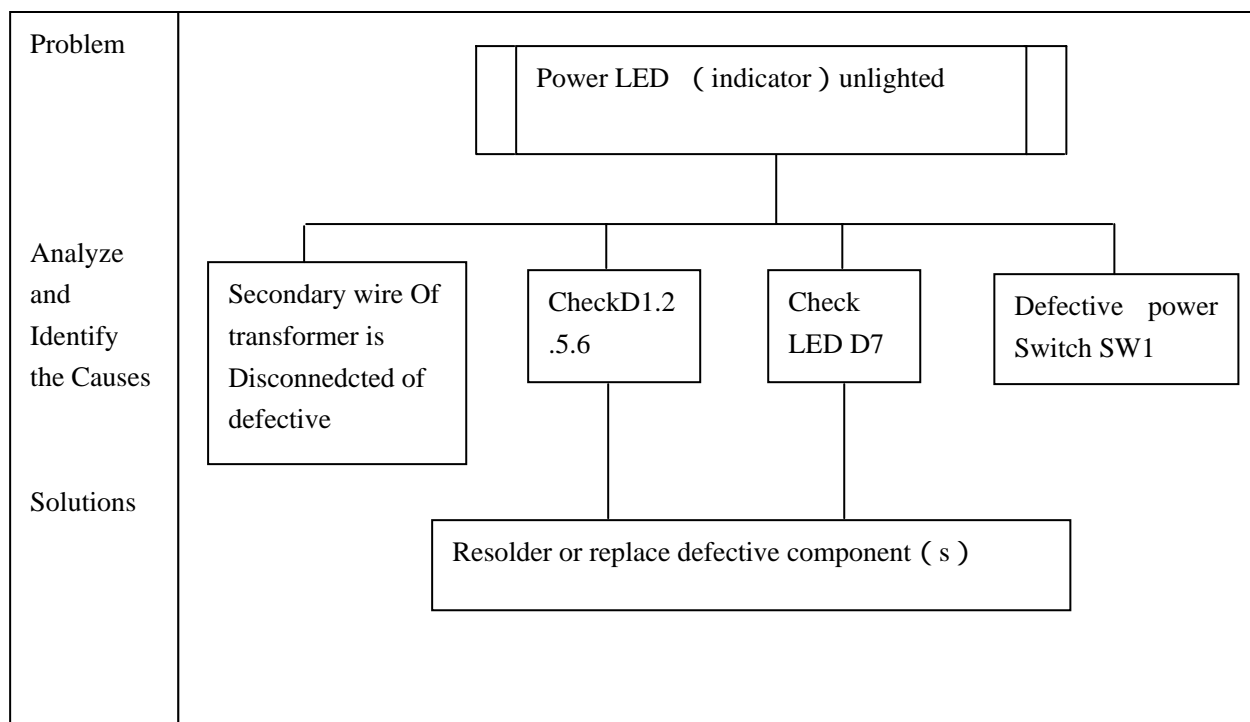 Problem
Power LED （indicator）unlighted
Analyze
and
Identify
the Causes
Secondary wire Of
transformer is
Disconnedcted of
defective
CheckD1.2
.5.6
Check
LED D7
Defective power
Switch SW1
Solutions
Resolder or replace defective component（s）